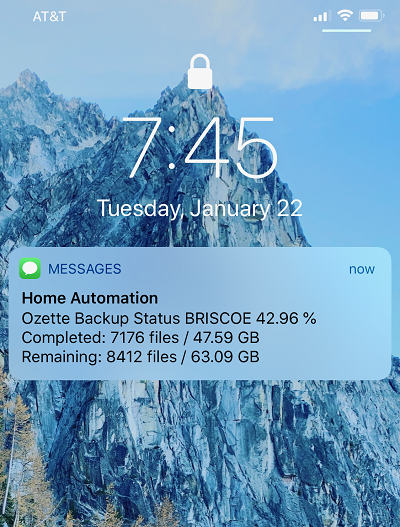 AT&T
7:45
Tuesday, January 22
MESSAGES now
Home Automation
Ozette Backup Status BRISCOE 42.96 %
Completed: 7176 files / 47.59 GB
Remaining: 8412 files / 63.09 GB